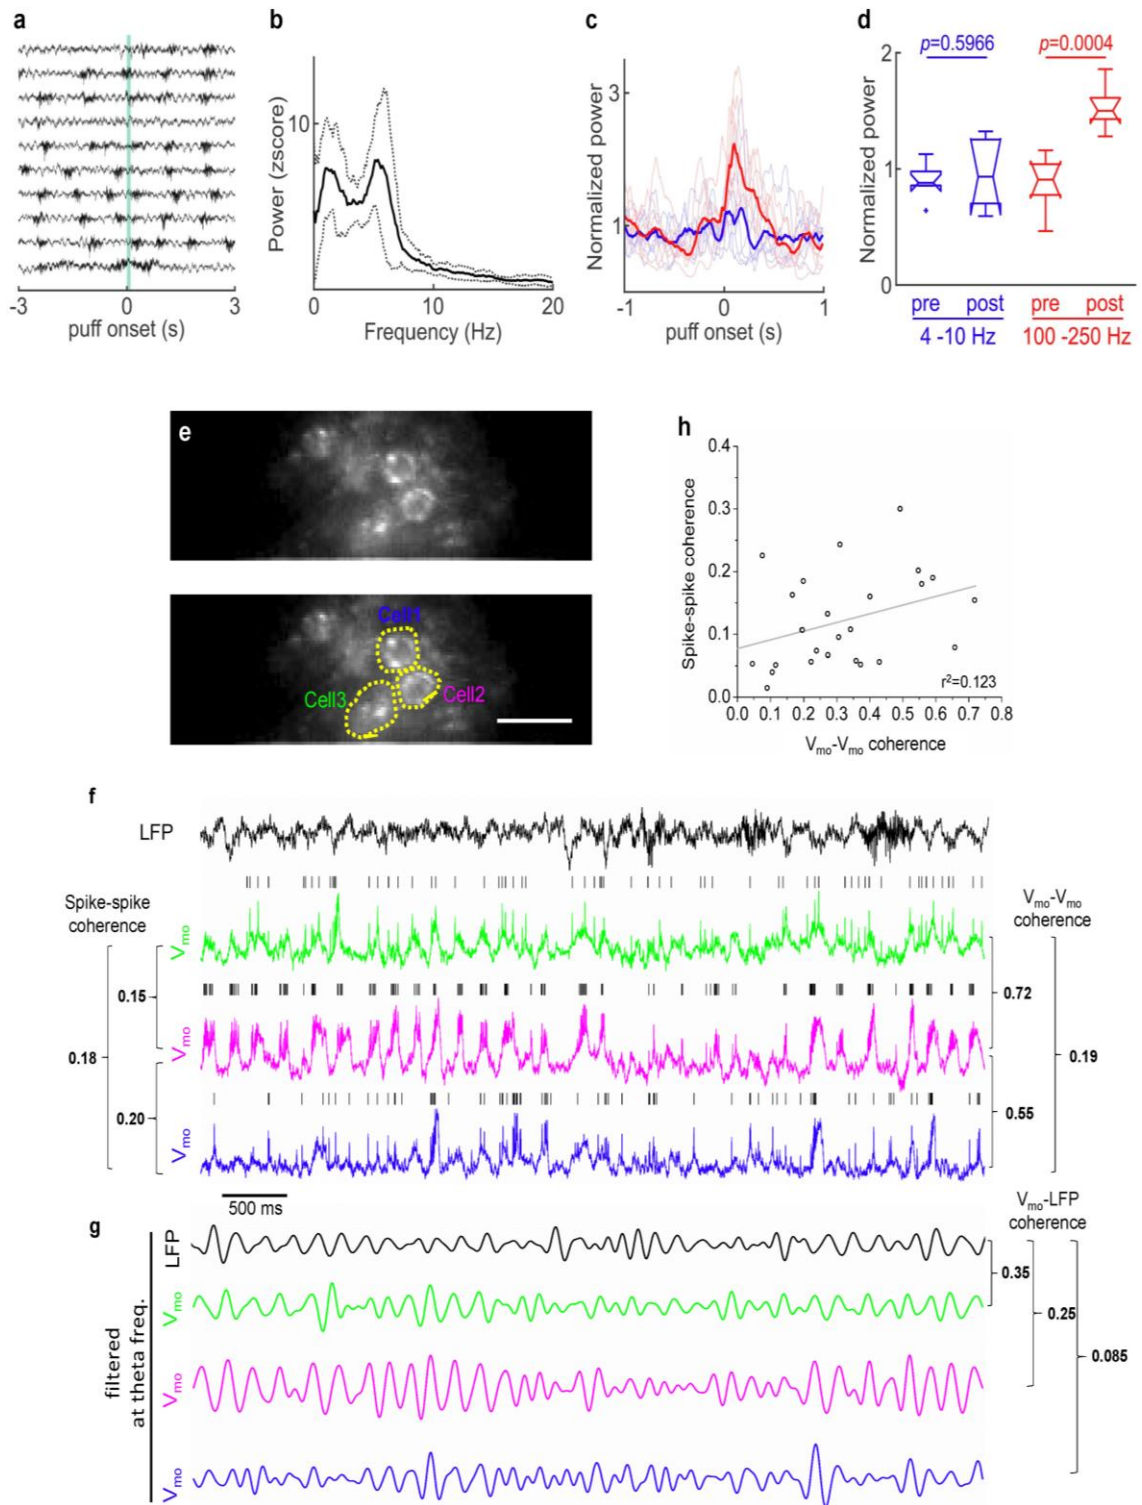 a
-3
0
3
puff onset (s)
b
Power (zscore)
10
0
10
20
Frequency (Hz)
c
Normalized power
3
1
-1
0
1
puff onset (s)
d
Normalized power
2
1
0
p=0.5966
p=0.0004
pre post
pre post
4 -10 Hz
100 -250 Hz
e
Cell1
Cell2
Cell3
h
Spike-spike coherence
0.4
0.3
0.2
0.1
0.0
0.0 0.1 0.2 0.3 0.4 0.5 0.6 0.7 0.8
r²=0.123
Vmo-Vmo coherence
f
LFP
Spike-spike
coherence
Vmo-Vmo
coherence
Vmo
0.15
0.72
Vmo
0.18
0.19
0.20
0.55
Vmo
500 ms
Vmo-LFP
coherence
g
filtered
at theta freq.
LFP
0.35
Vmo
0.25
0.085
Vmo
Vmo